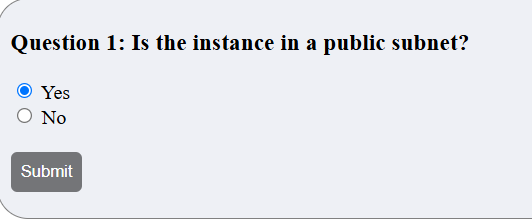 Question 1: Is the instance in a public subnet?
Yes
No
Submit